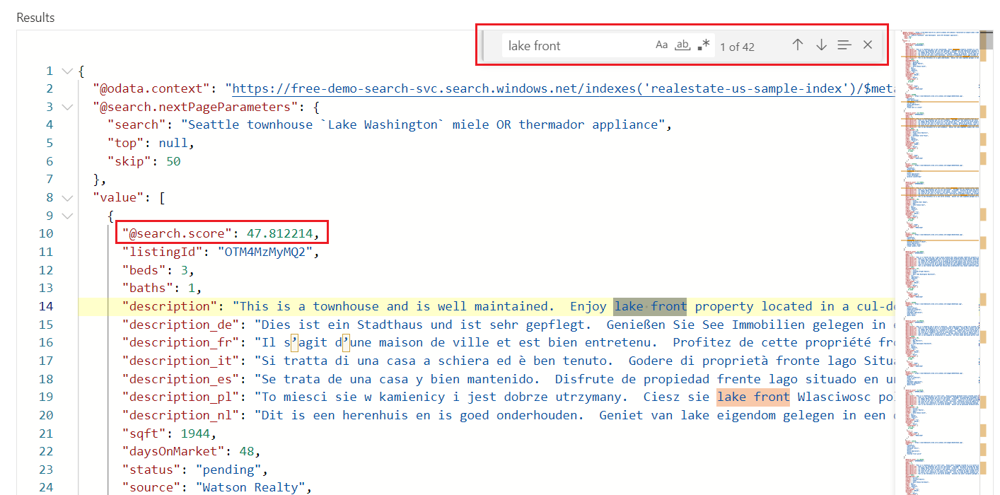 Results
lake front Aa ab .* 1 of 42
1 {
2 "@odata.context": "https://free-demo-search-svc.search.windows.net/indexes('realestate-us-sample-index')/$meta
3 "@search.nextPageParameters": {
4 "search": "Seattle townhouse `Lake Washington` miele OR thermador appliance",
5 "top": null,
6 "skip": 50
7 },
8 "value": [
9 {
10 "@search.score": 47.812214,
11 "listingId": "OTM4MzMyMQ2",
12 "beds": 3,
13 "baths": 1,
14 "description": "This is a townhouse and is well maintained.  Enjoy lake front property located in a cul-de
15 "description_de": "Dies ist ein Stadthaus und ist sehr gepflegt.  Genießen Sie See Immobilien gelegen in e
16 "description_fr": "Il s’agit d’une maison de ville et est bien entretenu.  Profitez de cette propriété fro
17 "description_it": "Si tratta di una casa a schiera ed è ben tenuto.  Godere di proprietà fronte lago Situa
18 "description_es": "Se trata de una casa y bien mantenido.  Disfrute de propiedad frente lago situado en un
19 "description_pl": "To miesci sie w kamienicy i jest dobrze utrzymany.  Ciesz sie lake front Wlasciwosc pol
20 "description_nl": "Dit is een herenhuis en is goed onderhouden.  Geniet van lake eigendom gelegen in een
21 "sqft": 1944,
22 "daysOnMarket": 48,
23 "status": "pending",
24 "source": "Watson Realty",